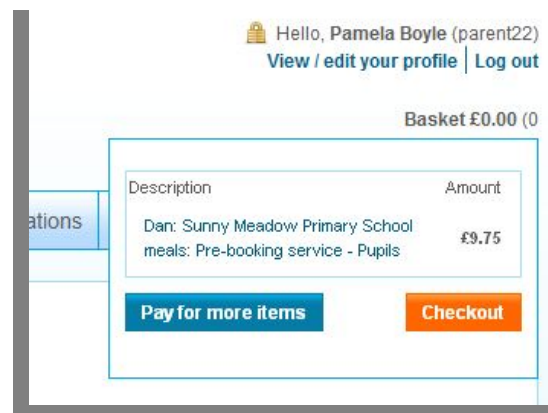 Hello, Pamela Boyle (parent22)
View / edit your profile | Log out
Basket £0.00 (0
ations
Description Amount
Dan: Sunny Meadow Primary School
meals: Pre-booking service - Pupils £9.75
Pay for more items Checkout